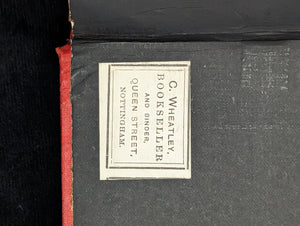 C. WHEATLEY,
BOOKSELLER
AND BINDER,
QUEEN STREET,
NOTTINGHAM.